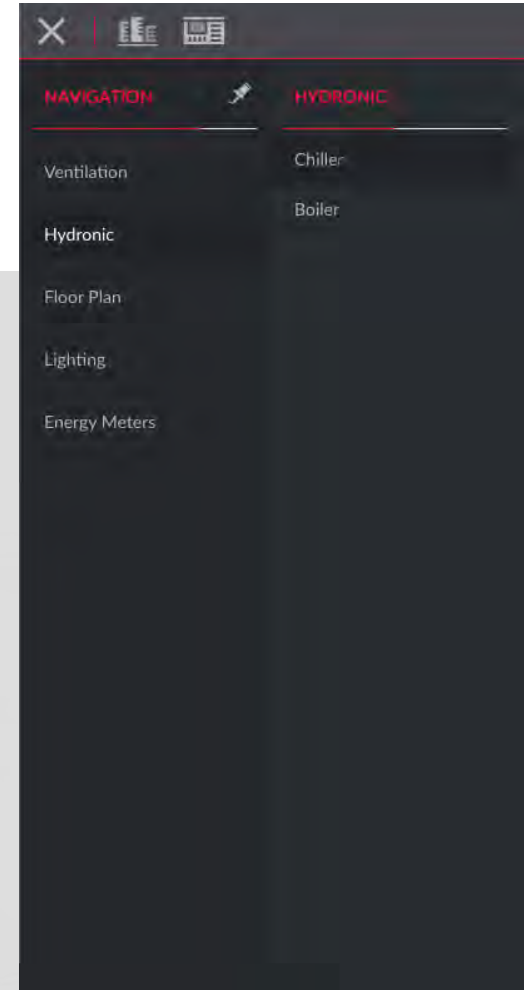 NAVIGATION
Ventilation
Hydronic
Floor Plan
Lighting
Energy Meters
HYDRONIC
Chiller
Boiler